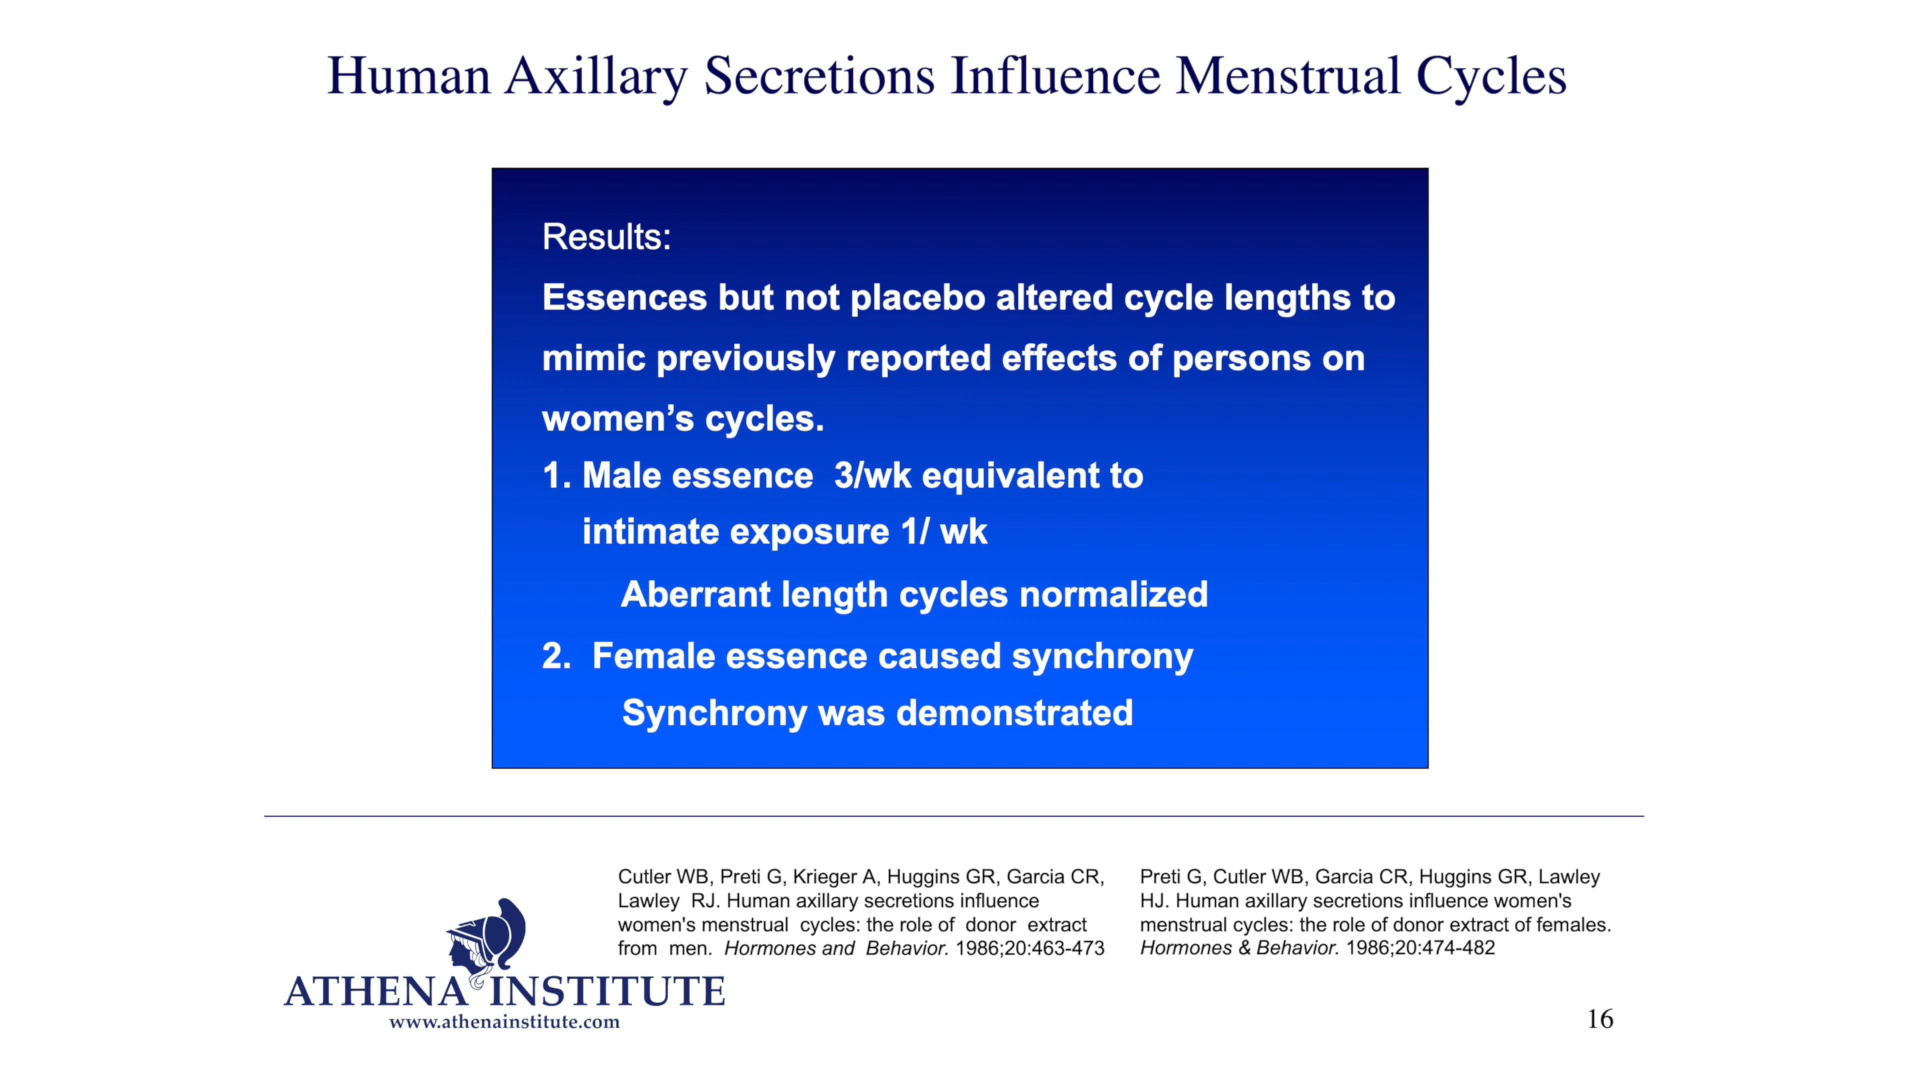 Human Axillary Secretions Influence Menstrual Cycles
Results:
Essences but not placebo altered cycle lengths to
mimic previously reported effects of persons on
women’s cycles.
1. Male essence 3/wk equivalent to
intimate exposure 1/ wk
Aberrant length cycles normalized
2. Female essence caused synchrony
Synchrony was demonstrated
Cutler WB, Preti G, Krieger A, Huggins GR, Garcia CR,
Lawley RJ. Human axillary secretions influence
women's menstrual cycles: the role of donor extract
from men. Hormones and Behavior. 1986;20:463-473
Preti G, Cutler WB, Garcia CR, Huggins GR, Lawley
HJ. Human axillary secretions influence women's
menstrual cycles: the role of donor extract of females.
Hormones & Behavior. 1986;20:474-482
ATHENA INSTITUTE
www.athenainstitute.com
16